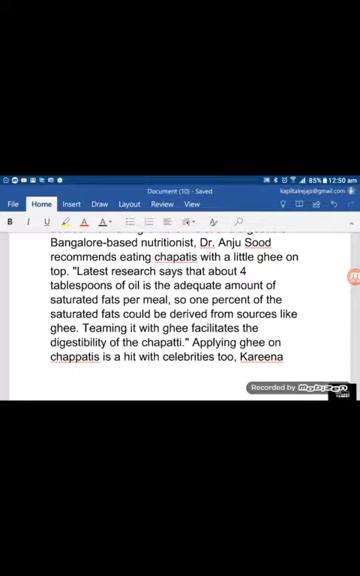 85% 12:50 am
Document (10) - Saved
kapiltalrejajs@gmail.com
File Home Insert Draw Layout Review View
B I U A A
Bangalore-based nutritionist, Dr, Anju Sood
recommends eating chapatis with a little ghee on
top. "Latest research says that about 4
tablespoons of oil is the adequate amount of
saturated fats per meal, so one percent of the
saturated fats could be derived from sources like
ghee. Teaming it with ghee facilitates the
digestibility of the chapatti." Applying ghee on
chappatis is a hit with celebrities too, Kareena
Recorded by